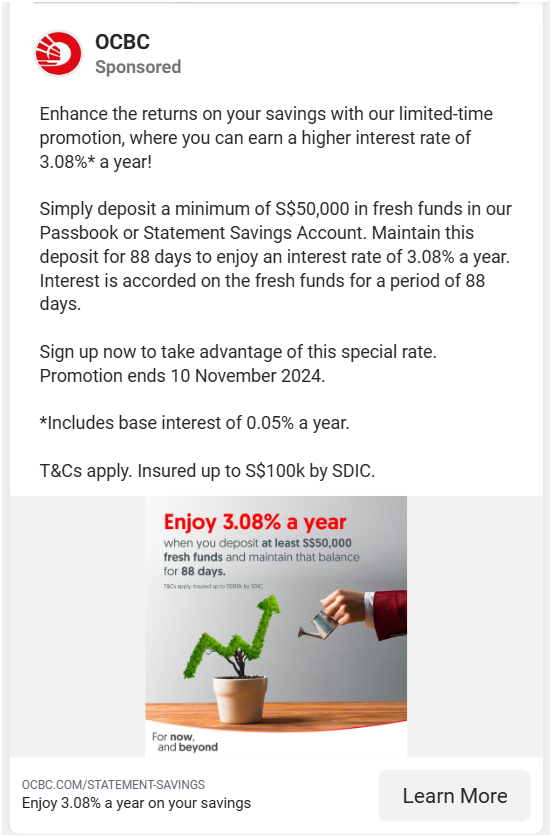 OCBC
Sponsored
Enhance the returns on your savings with our limited-time
promotion, where you can earn a higher interest rate of
3.08%* a year!
Simply deposit a minimum of S$50,000 in fresh funds in our
Passbook or Statement Savings Account. Maintain this
deposit for 88 days to enjoy an interest rate of 3.08% a year.
Interest is accorded on the fresh funds for a period of 88
days.
Sign up now to take advantage of this special rate.
Promotion ends 10 November 2024.
*Includes base interest of 0.05% a year.
T&Cs apply. Insured up to S$100k by SDIC.
Enjoy 3.08% a year
when you deposit at least S$50,000
fresh funds and maintain that balance
for 88 days.
T&Cs apply. Insured up to S$100k by SDIC.
For now,
and beyond
OCBC.COM/STATEMENT-SAVINGS
Enjoy 3.08% a year on your savings
Learn More